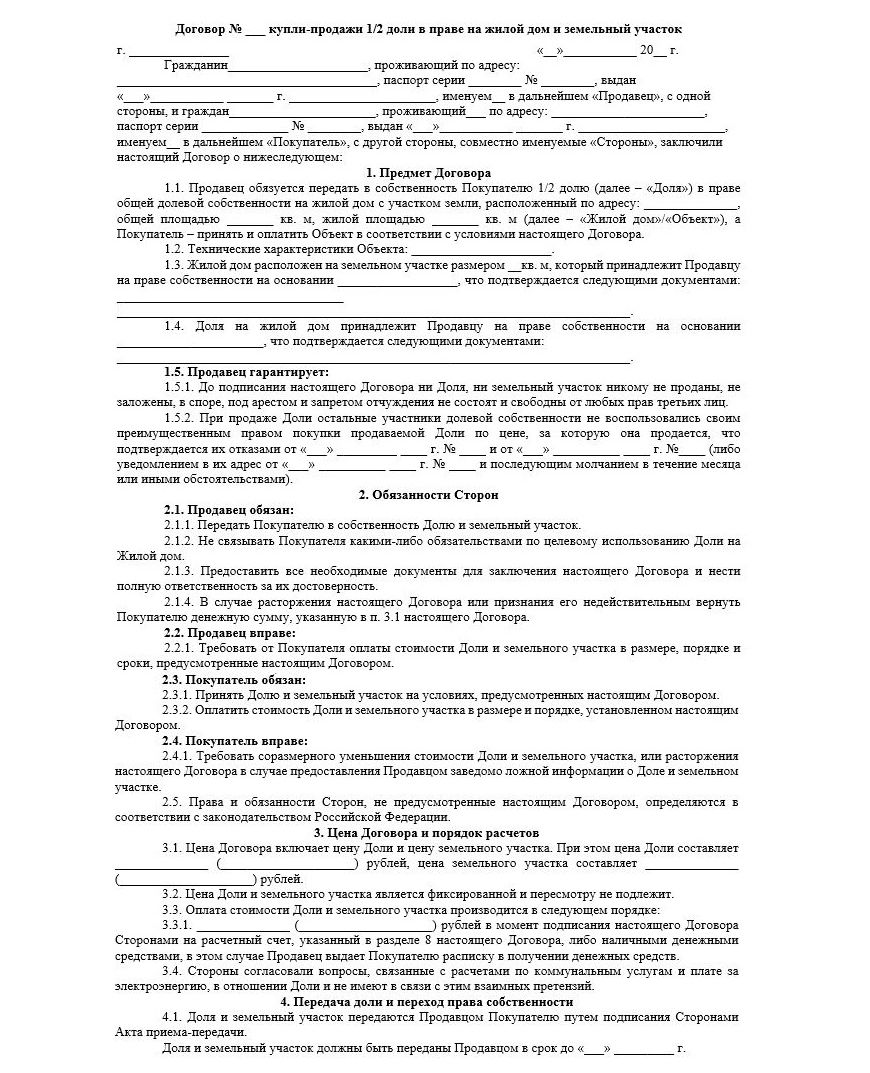 Договор № ___ купли-продажи 1/2 доли в праве на жилой дом и земельный участок
г. ________________ «__»____________ 20__ г.
Гражданин_______________________, проживающий по адресу:
___________________________________________, паспорт серии _________ № _________, выдан
«___»____________ ________ г. ________________________, именуем__ в дальнейшем «Продавец», с одной
стороны, и граждан________________________, проживающий___ по адресу: _________________________,
паспорт серии ______________ № _________, выдан «___»____________ ________ г. ________________________,
именуем__ в дальнейшем «Покупатель», с другой стороны, совместно именуемые «Стороны», заключили
настоящий Договор о нижеследующем:
1. Предмет Договора
1.1. Продавец обязуется передать в собственность Покупателю 1/2 долю (далее – «Доля») в праве
общей долевой собственности на жилой дом с участком земли, расположенный по адресу: _______________,
общей площадью _______ кв. м, жилой площадью _______ кв. м (далее – «Жилой дом»/«Объект»), а
Покупатель – принять и оплатить Объект в соответствии с условиями настоящего Договора.
1.2. Технические характеристики Объекта: _______________________.
1.3. Жилой дом расположен на земельном участке размером __кв. м, который принадлежит Продавцу
на праве собственности на основании ____________________, что подтверждается следующими документами:
_____________________________________
____________________________________________________________________________________.
1.4. Доля на жилой дом принадлежит Продавцу на праве собственности на основании
________________________, что подтверждается следующими документами:
____________________________________________________________________________________.
1.5. Продавец гарантирует:
1.5.1. До подписания настоящего Договора ни Доля, ни земельный участок никому не проданы, не
заложены, в споре, под арестом и запретом отчуждения не состоят и свободны от любых прав третьих лиц.
1.5.2. При продаже Доли остальные участники долевой собственности не воспользовались своим
преимущественным правом покупки продаваемой Доли по цене, за которую она продается, что
подтверждается их отказами от «___» __________ ____ г. № ____ и от «___» ___________ ____ г. №____ (либо
уведомлением в их адрес от «___» ___________ ____ г. № ____ и последующим молчанием в течение месяца
или иными обстоятельствами).
2. Обязанности Сторон
2.1. Продавец обязан:
2.1.1. Передать Покупателю в собственность Долю и земельный участок.
2.1.2. Не связывать Покупателя какими-либо обязательствами по целевому использованию Доли на
Жилой дом.
2.1.3. Предоставить все необходимые документы для заключения настоящего Договора и нести
полную ответственность за их достоверность.
2.1.4. В случае расторжения настоящего Договора или признания его недействительным вернуть
Покупателю денежную сумму, указанную в п. 3.1 настоящего Договора.
2.2. Продавец вправе:
2.2.1. Требовать от Покупателя оплаты стоимости Доли и земельного участка в размере, порядке и
сроки, предусмотренные настоящим Договором.
2.3. Покупатель обязан:
2.3.1. Принять Долю и земельный участок на условиях, предусмотренных настоящим Договором.
2.3.2. Оплатить стоимость Доли и земельного участка в размере и порядке, установленном настоящим
Договором.
2.4. Покупатель вправе:
2.4.1. Требовать соразмерного уменьшения стоимости Доли и земельного участка, или расторжения
настоящего Договора в случае предоставления Продавцом заведомо ложной информации о Доле и земельном
участке.
2.5. Права и обязанности Сторон, не предусмотренные настоящим Договором, определяются в
соответствии с законодательством Российской Федерации.
3. Цена Договора и порядок расчетов
3.1. Цена Договора включает цену Доли и цену земельного участка. При этом цена Доли составляет
_______________ (______________________) рублей, цена земельного участка составляет _______________
(______________________) рублей.
3.2. Цена Доли и земельного участка является фиксированной и пересмотру не подлежит.
3.3. Оплата стоимости Доли и земельного участка производится в следующем порядке:
3.3.1. _______________ (______________________) рублей в момент подписания настоящего Договора
Сторонами на расчетный счет, указанный в разделе 8 настоящего Договора, либо наличными денежными
средствами, в этом случае Продавец выдает Покупателю расписку в получении денежных средств.
3.4. Стороны согласовали вопросы, связанные с расчетами по коммунальным услугам и плате за
электроэнергию, в отношении Доли и не имеют в связи с этим взаимных претензий.
4. Передача доли и переход права собственности
4.1. Доля и земельный участок передаются Продавцом Покупателю путем подписания Сторонами
Акта приема-передачи.
Доля и земельный участок должны быть переданы Продавцом в срок до «___» __________ г.